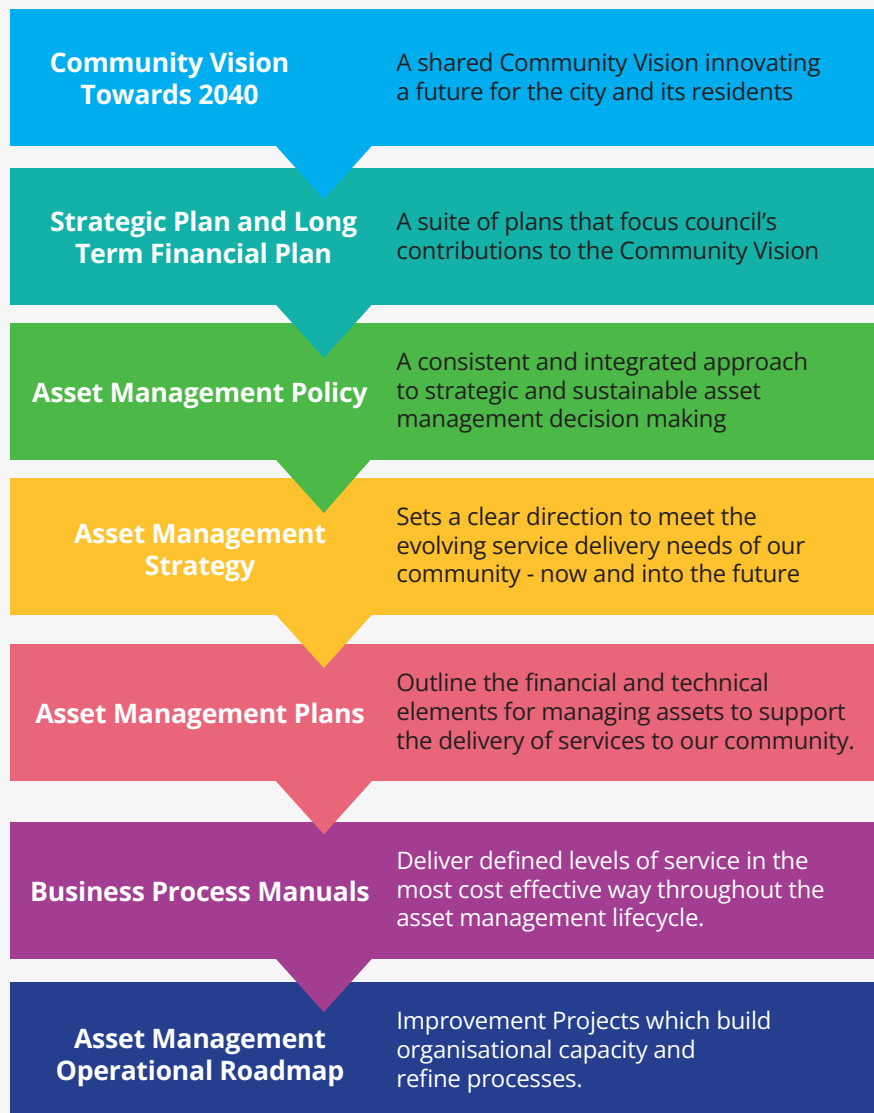 Community Vision
Towards 2040
A shared Community Vision innovating
a future for the city and its residents
Strategic Plan and Long
Term Financial Plan
A suite of plans that focus council’s
contributions to the Community Vision
Asset Management Policy
A consistent and integrated approach
to strategic and sustainable asset
management decision making
Asset Management
Strategy
Sets a clear direction to meet the
evolving service delivery needs of our
community - now and into the future
Asset Management Plans
Outline the financial and technical
elements for managing assets to support
the delivery of services to our community.
Business Process Manuals
Deliver defined levels of service in the
most cost effective way throughout the
asset management lifecycle.
Asset Management
Operational Roadmap
Improvement Projects which build
organisational capacity and
refine processes.